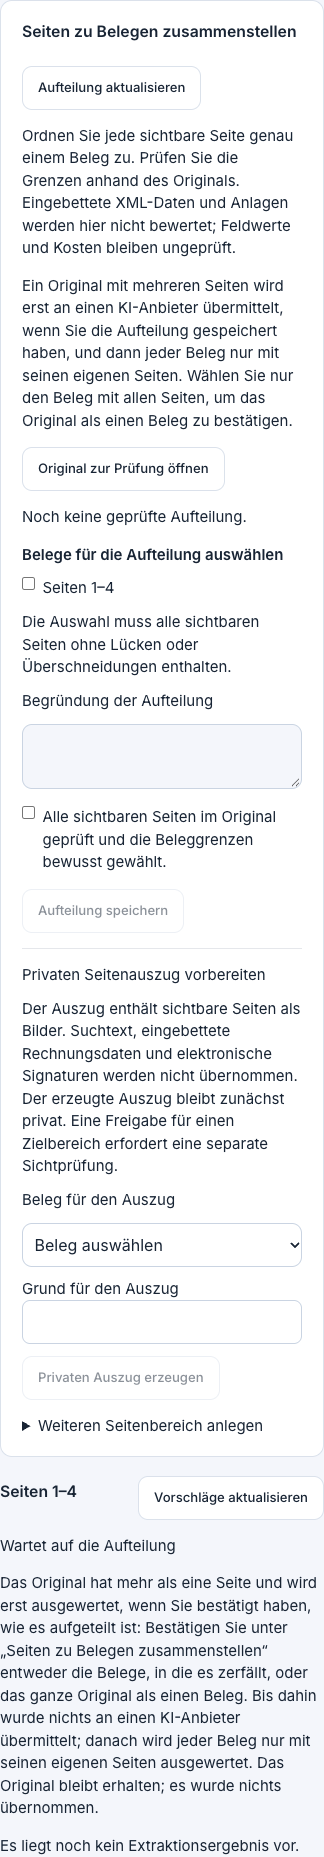 Seiten zu Belegen zusammenstellen
Aufteilung aktualisieren
Ordnen Sie jede sichtbare Seite genau
einem Beleg zu. Prüfen Sie die
Grenzen anhand des Originals.
Eingebettete XML-Daten und Anlagen
werden hier nicht bewertet; Feldwerte
und Kosten bleiben ungeprüft.
Ein Original mit mehreren Seiten wird
erst an einen KI-Anbieter übermittelt,
wenn Sie die Aufteilung gespeichert
haben, und dann jeder Beleg nur mit
seinen eigenen Seiten. Wählen Sie nur
den Beleg mit allen Seiten, um das
Original als einen Beleg zu bestätigen.
Original zur Prüfung öffnen
Noch keine geprüfte Aufteilung.
Belege für die Aufteilung auswählen
Seiten 1–4
Die Auswahl muss alle sichtbaren
Seiten ohne Lücken oder
Überschneidungen enthalten.
Begründung der Aufteilung
Alle sichtbaren Seiten im Original
geprüft und die Beleggrenzen
bewusst gewählt.
Aufteilung speichern
Privaten Seitenauszug vorbereiten
Der Auszug enthält sichtbare Seiten als
Bilder. Suchtext, eingebettete
Rechnungsdaten und elektronische
Signaturen werden nicht übernommen.
Der erzeugte Auszug bleibt zunächst
privat. Eine Freigabe für einen
Zielbereich erfordert eine separate
Sichtprüfung.
Beleg für den Auszug
Beleg auswählen
Grund für den Auszug
Privaten Auszug erzeugen
Weiteren Seitenbereich anlegen
Seiten 1–4
Vorschläge aktualisieren
Wartet auf die Aufteilung
Das Original hat mehr als eine Seite und wird
erst ausgewertet, wenn Sie bestätigt haben,
wie es aufgeteilt ist: Bestätigen Sie unter
„Seiten zu Belegen zusammenstellen“
entweder die Belege, in die es zerfällt, oder
das ganze Original als einen Beleg. Bis dahin
wurde nichts an einen KI-Anbieter
übermittelt; danach wird jeder Beleg nur mit
seinen eigenen Seiten ausgewertet. Das
Original bleibt erhalten; es wurde nichts
übernommen.
Es liegt noch kein Extraktionsergebnis vor.